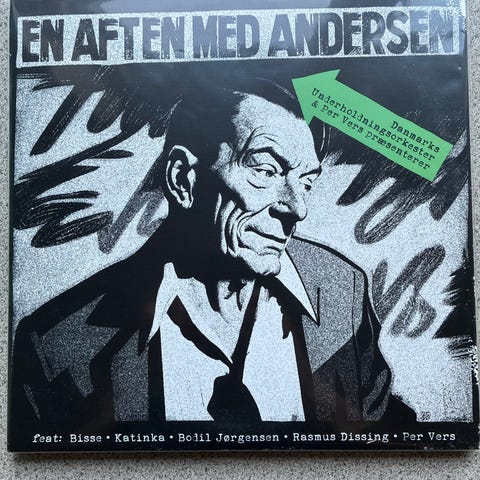 EN AFTEN MED ANDERSEN
Danmarks
Underholdningsorkester
& Per Vers præsenterer
feat: Bisse • Katinka • Bodil Jørgensen • Rasmus Dissing • Per Vers